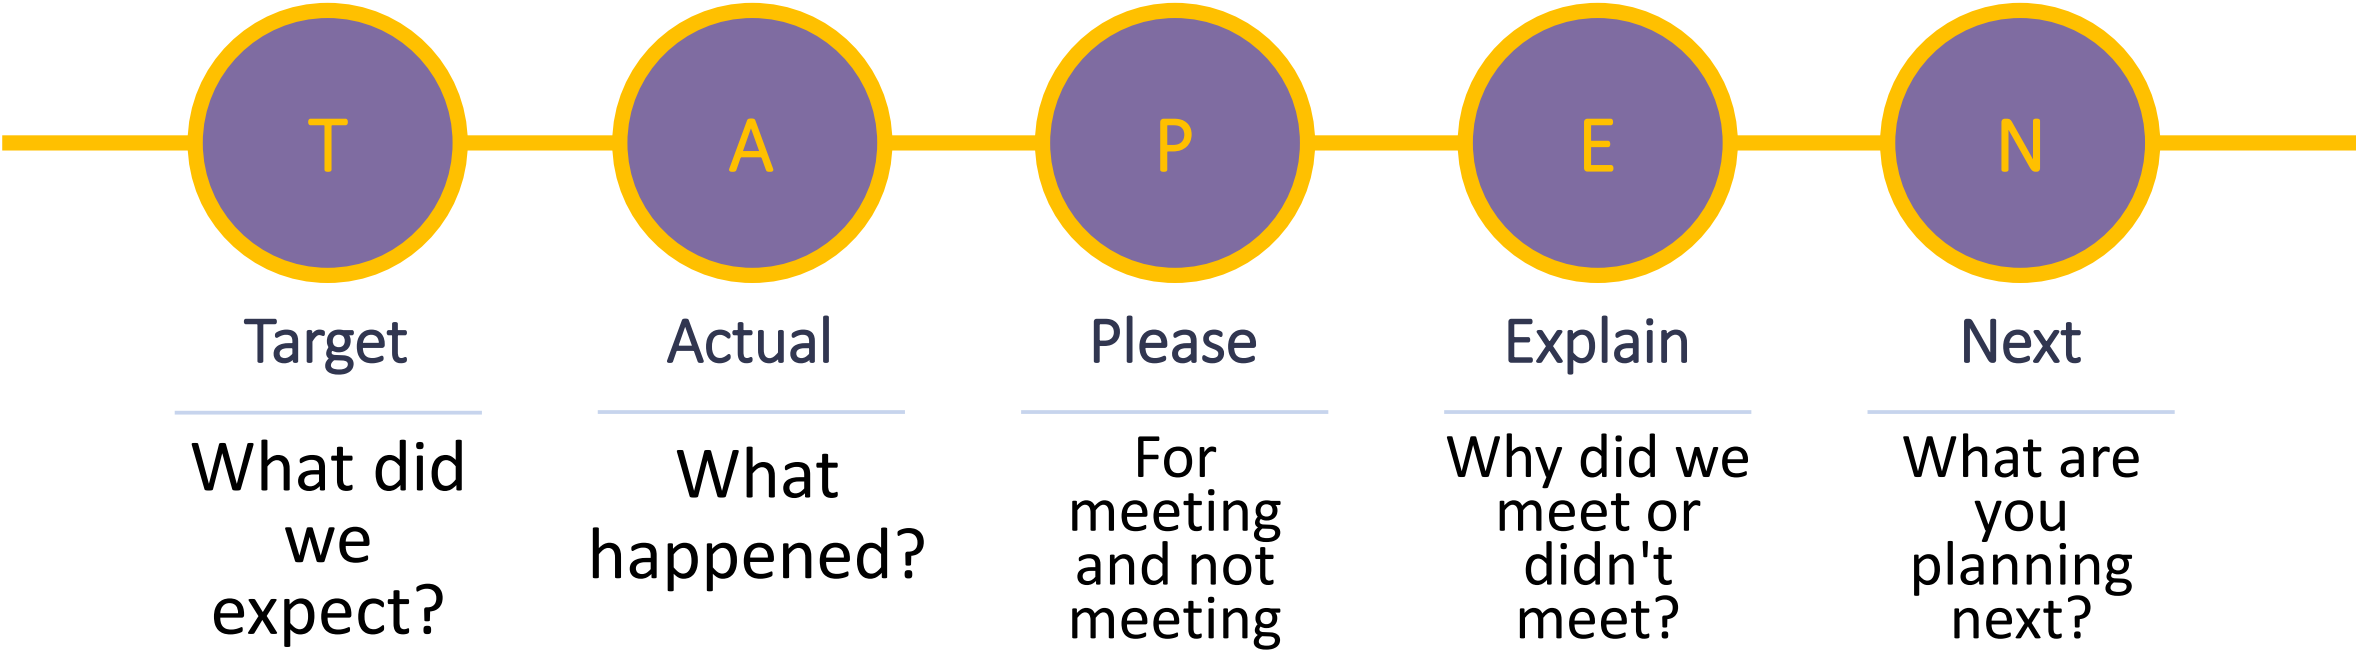 T
A
P
E
N
Target
Actual
Please
Explain
Next
What did
we
expect?
What
happened?
For
meeting
and not
meeting
Why did we
meet or
didn't
meet?
What are
you
planning
next?